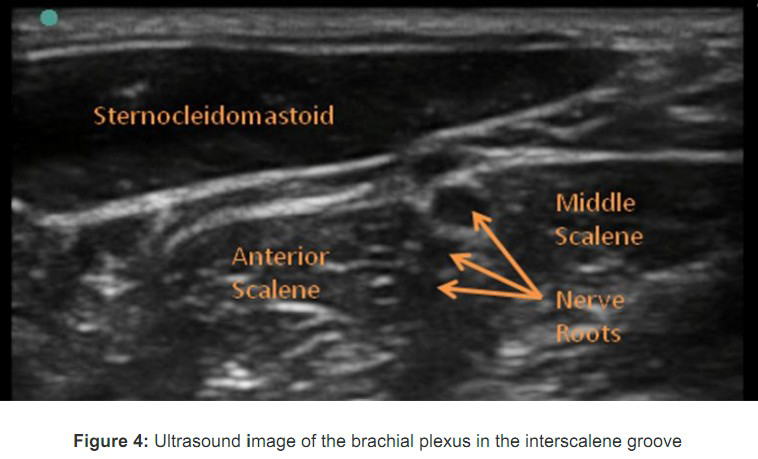 Sternocleidomastoid
Middle
Scalene
Anterior
Scalene
Nerve
Roots
Figure 4: Ultrasound image of the brachial plexus in the interscalene groove